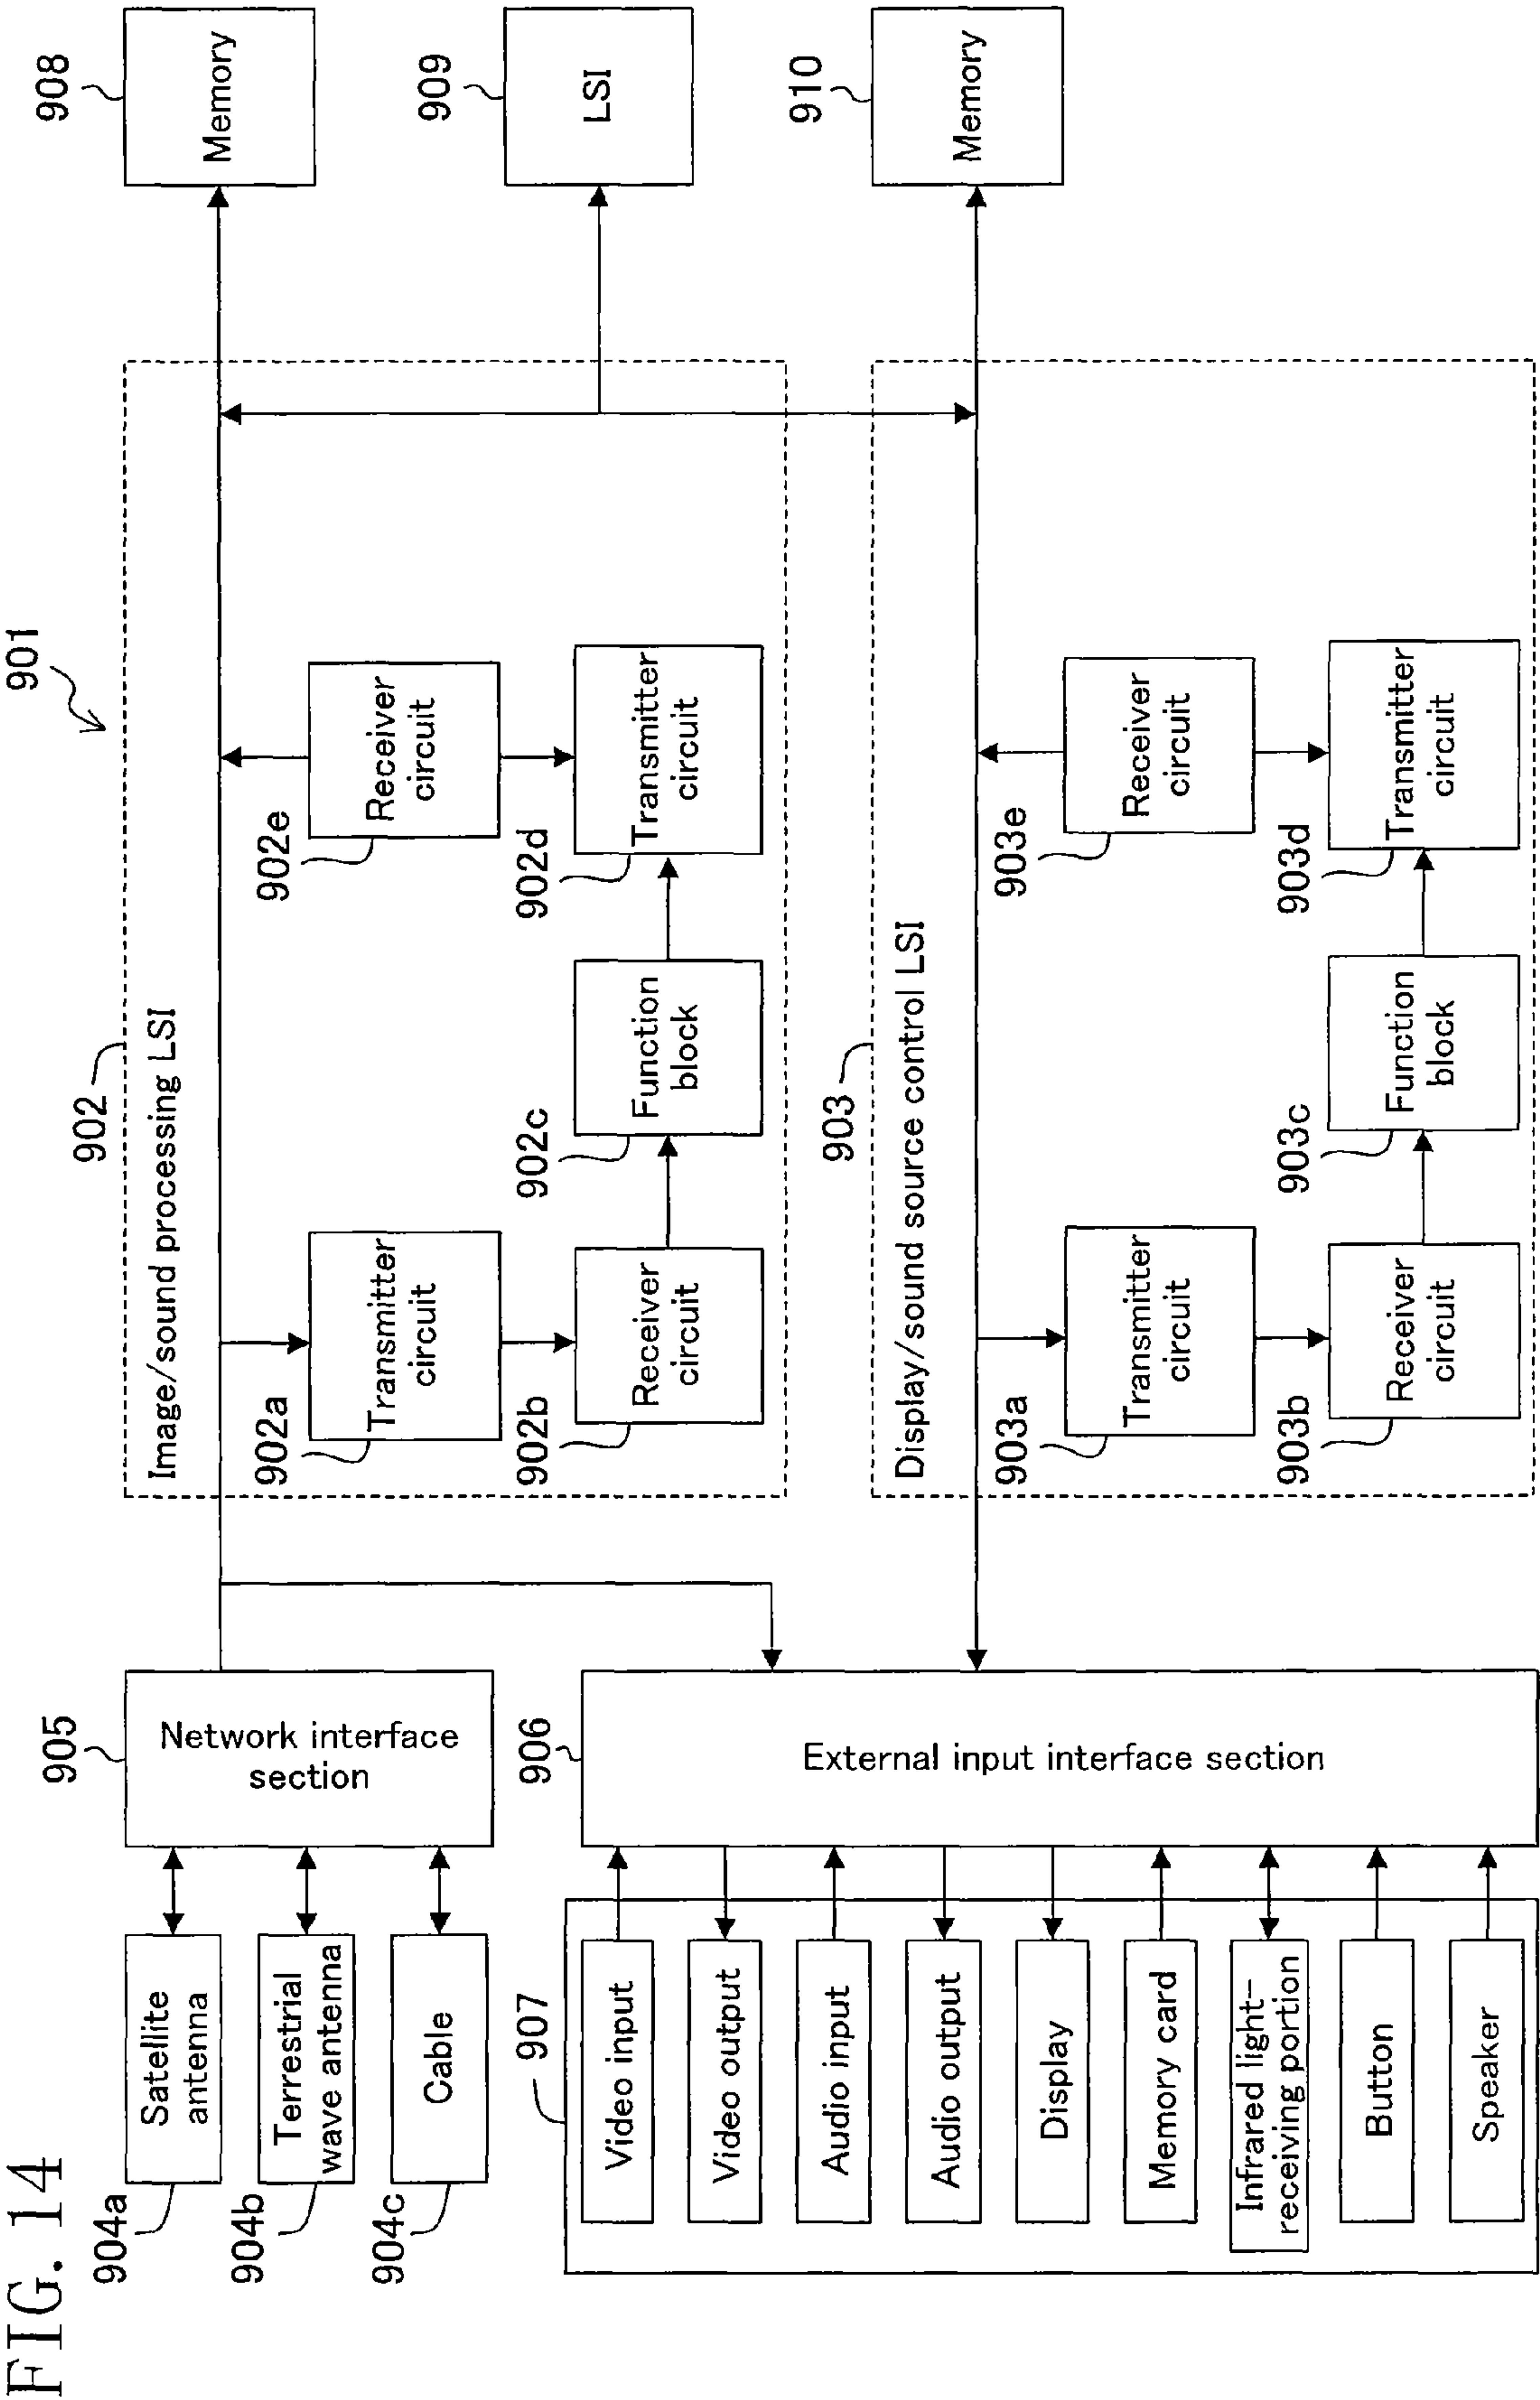 FIG. 14
901
904a
Satellite
antenna
904b
Terrestrial
wave antenna
904c
Cable
905
Network interface
section
902
Image/sound processing LSI
902a
Transmitter
circuit
902b
Receiver
circuit
902c
Function
block
902d
Transmitter
circuit
902e
Receiver
circuit
908
Memory
909
LSI
907
Video input
Video output
Audio input
Audio output
Display
Memory card
Infrared light-
receiving portion
Button
Speaker
906
External input interface section
903
Display/sound source control LSI
903a
Transmitter
circuit
903b
Receiver
circuit
903c
Function
block
903d
Transmitter
circuit
903e
Receiver
circuit
910
Memory